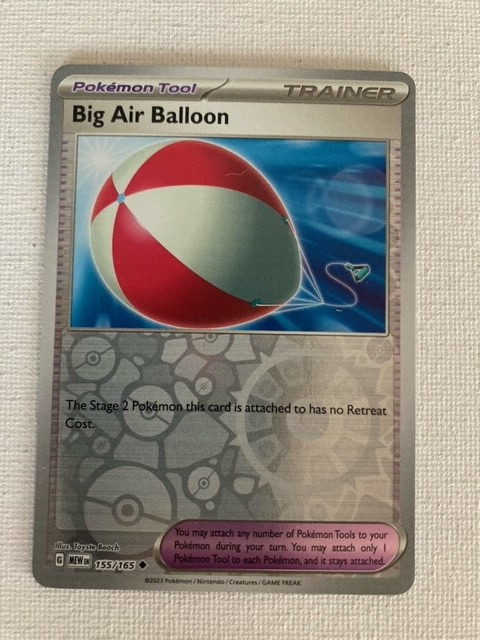 Pokémon Tool
TRAINER
Big Air Balloon
The Stage 2 Pokémon this card is attached to has no Retreat
Cost.
Illus. Toyste Beach
G MEW EN 155/165 ◆
You may attach any number of Pokémon Tools to your
Pokémon during your turn. You may attach only 1
Pokémon Tool to each Pokémon, and it stays attached.
©2023 Pokémon / Nintendo / Creatures / GAME FREAK